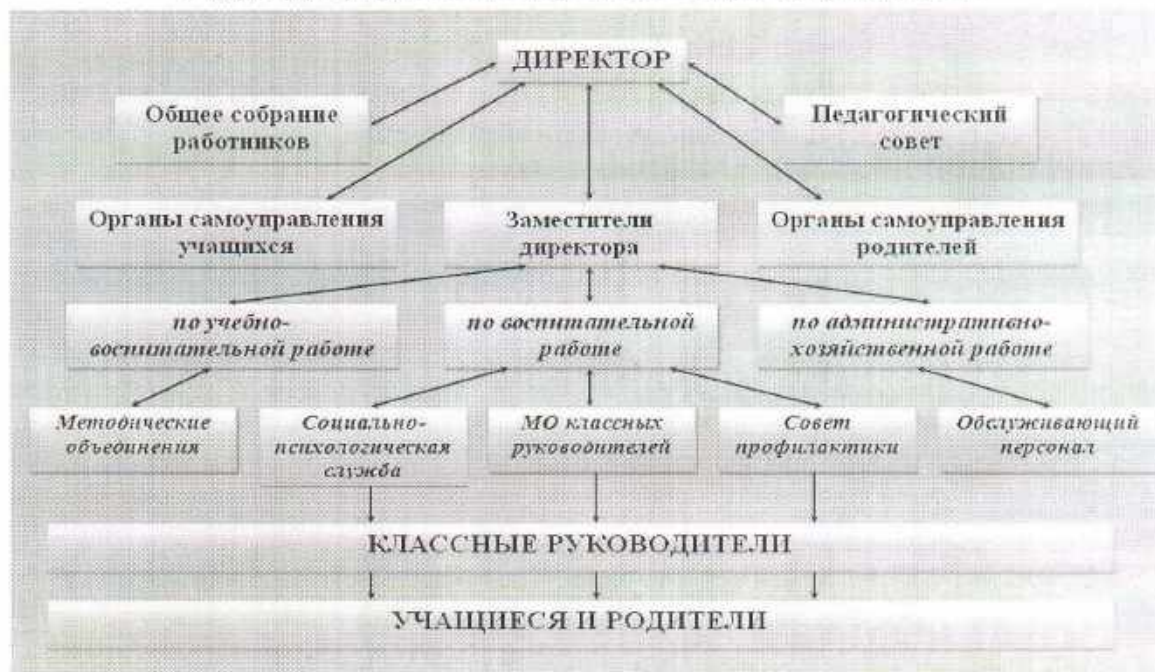 ДИРЕКТОР
Общее собрание
работников
Педагогический
совет
Органы самоуправления
учащихся
Заместители
директора
Органы самоуправления
родителей
по учебно-
воспитательной работе
по воспитательной
работе
по административно-
хозяйственной работе
Методические
объединения
Социально-
психологическая
служба
МО классных
руководителей
Совет
профилактики
Обслуживающий
персонал
КЛАССНЫЕ РУКОВОДИТЕЛИ
УЧАЩИЕСЯ И РОДИТЕЛИ